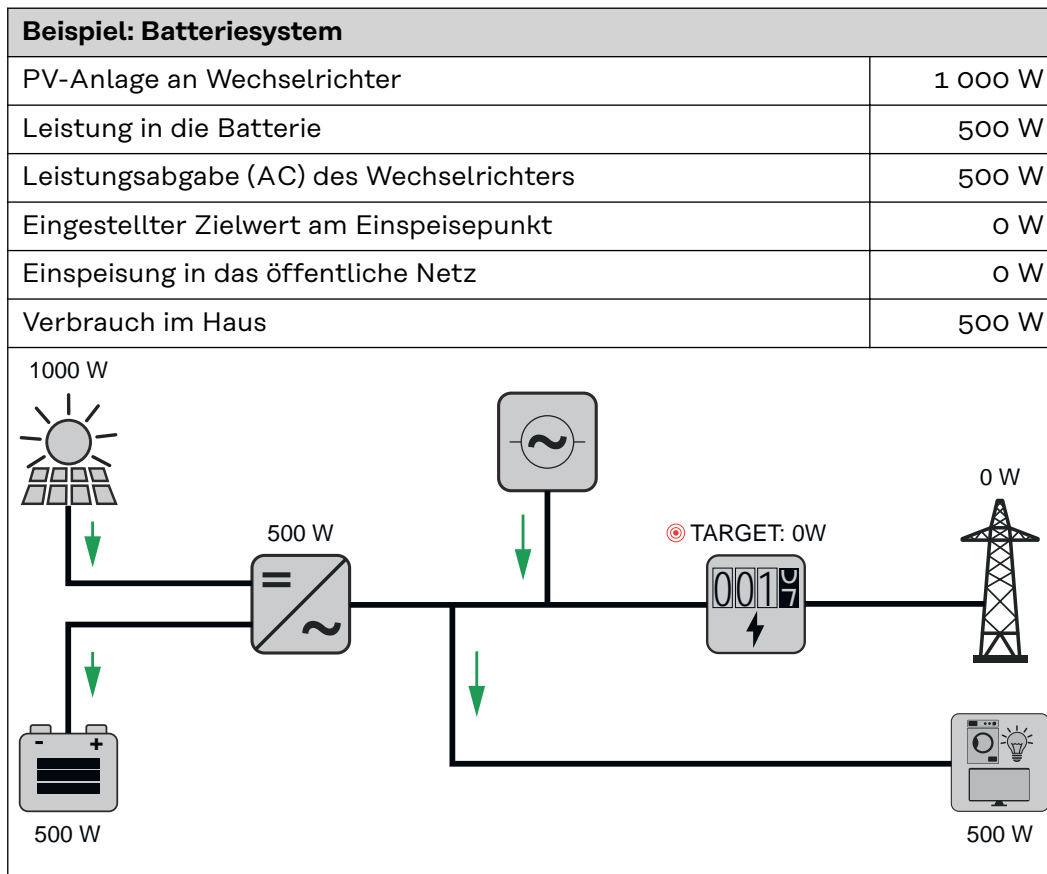 Beispiel: Batteriesystem
PV-Anlage an Wechselrichter 1 000 W
Leistung in die Batterie 500 W
Leistungsabgabe (AC) des Wechselrichters 500 W
Eingestellter Zielwert am Einspeisepunkt 0 W
Einspeisung in das öffentliche Netz 0 W
Verbrauch im Haus 500 W
1000 W
0 W
500 W
TARGET: 0W
001
7
- +
500 W
500 W